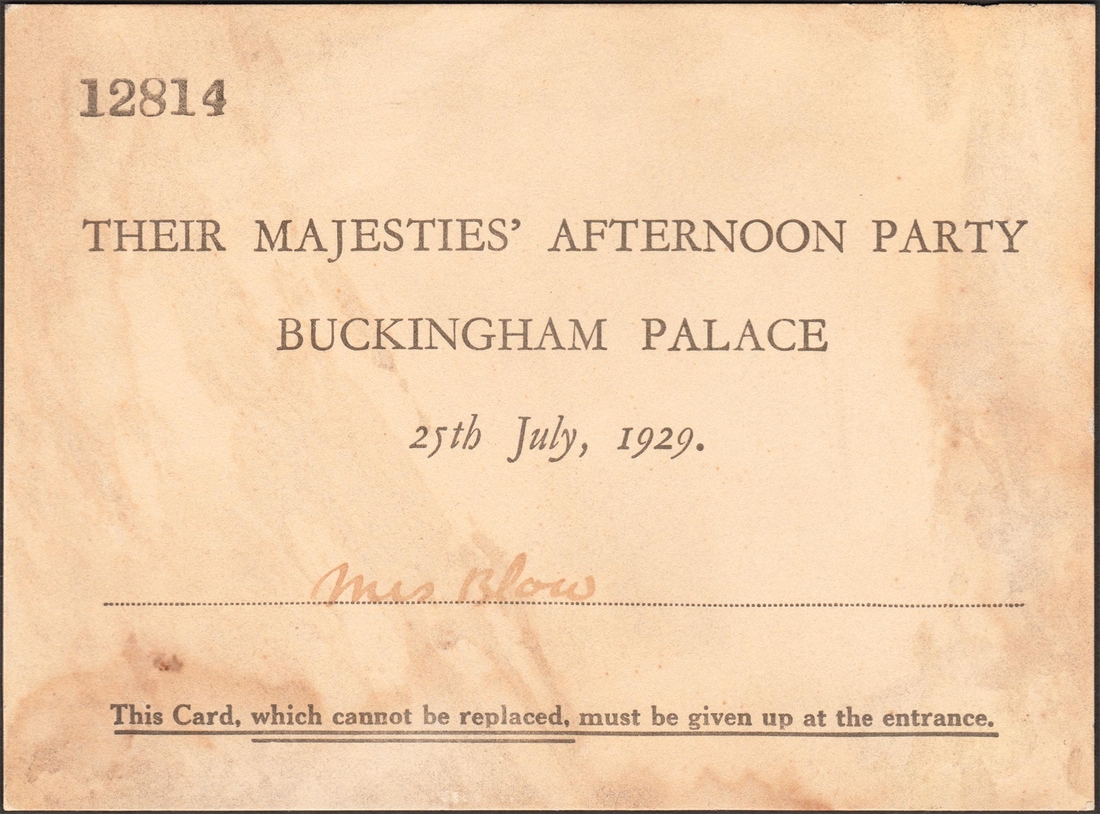 12814
THEIR MAJESTIES’ AFTERNOON PARTY
BUCKINGHAM PALACE
25th July, 1929.
Mrs Blow
This Card, which cannot be replaced, must be given up at the entrance.